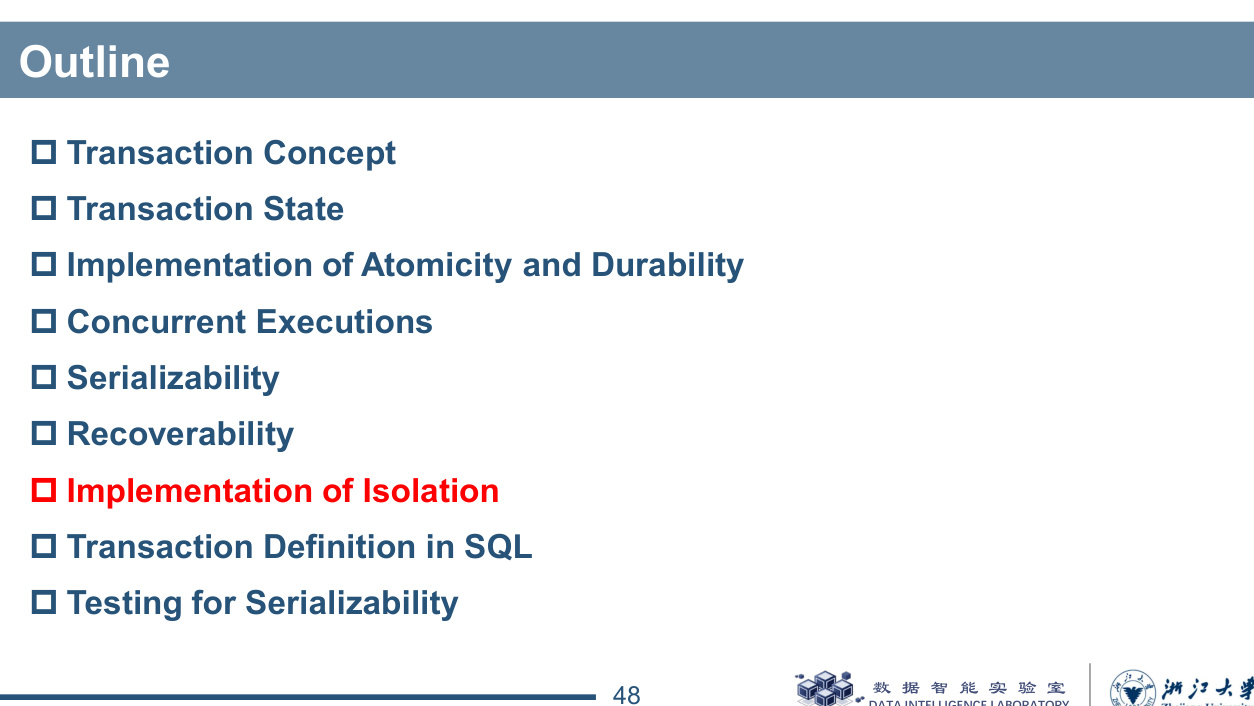 Outline
Transaction Concept
Transaction State
Implementation of Atomicity and Durability
Concurrent Executions
Serializability
Recoverability
Implementation of Isolation
Transaction Definition in SQL
Testing for Serializability
48
数据智能实验室
DATA INTELLIGENCE LABORATORY
浙江大学
Zhejiang University